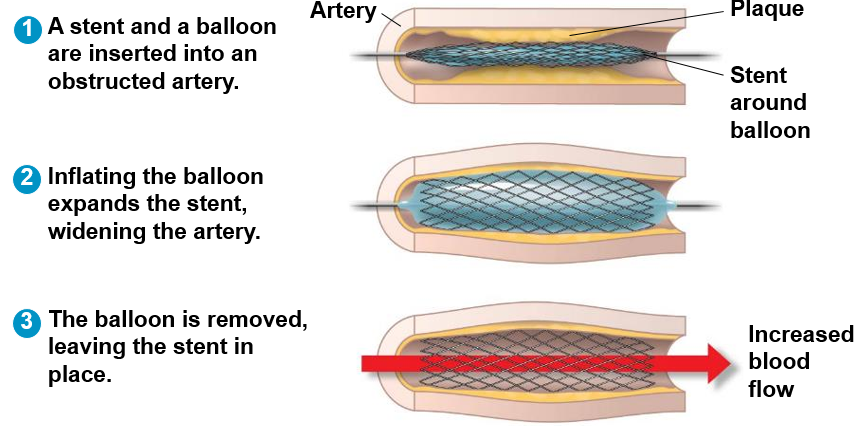 Artery
Plaque
1 A stent and a balloon
are inserted into an
obstructed artery.
Stent
around
balloon
2 Inflating the balloon
expands the stent,
widening the artery.
3 The balloon is removed,
leaving the stent in
place.
Increased
blood
flow